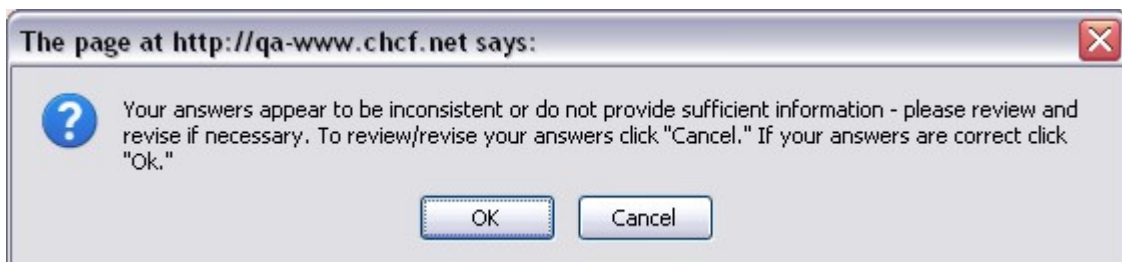 The page at http://qa-www.chcf.net says:
Your answers appear to be inconsistent or do not provide sufficient information - please review and
revise if necessary. To review/revise your answers click "Cancel." If your answers are correct click
"Ok."
OK
Cancel